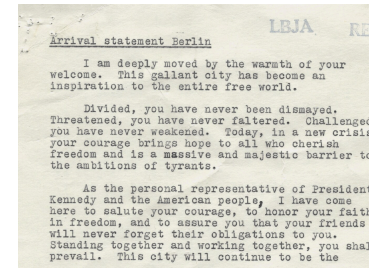 LBJA RE
Arrival statement Berlin
I am deeply moved by the warmth of your
welcome. This gallant city has become an
inspiration to the entire free world.
Divided, you have never been dismayed.
Threatened, you have never faltered. Challenged
you have never weakened. Today, in a new crisis
your courage brings hope to all who cherish
freedom and is a massive and majestic barrier to
the ambitions of tyrants.
As the personal representative of President
Kennedy and the American people, I have come
here to salute your courage, to honor your faith
in freedom, and to assure you that your friends
will never forget their obligations to you.
Standing together and working together, you shal
prevail. This city will continue to be the